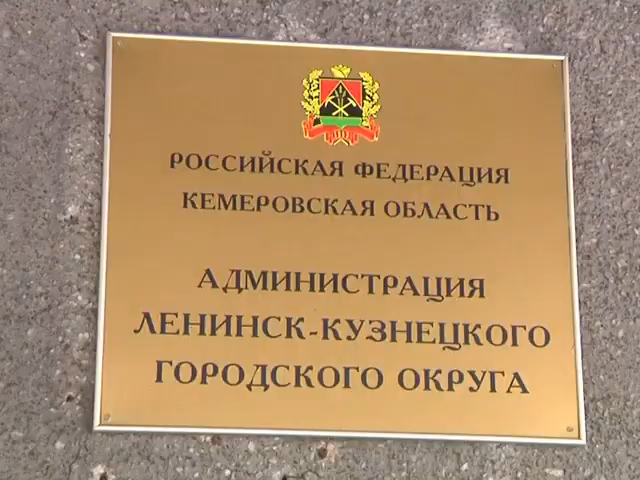 РОССИЙСКАЯ ФЕДЕРАЦИЯ
КЕМЕРОВСКАЯ ОБЛАСТЬ
АДМИНИСТРАЦИЯ
ЛЕНИНСК-КУЗНЕЦКОГО
ГОРОДСКОГО ОКРУГА